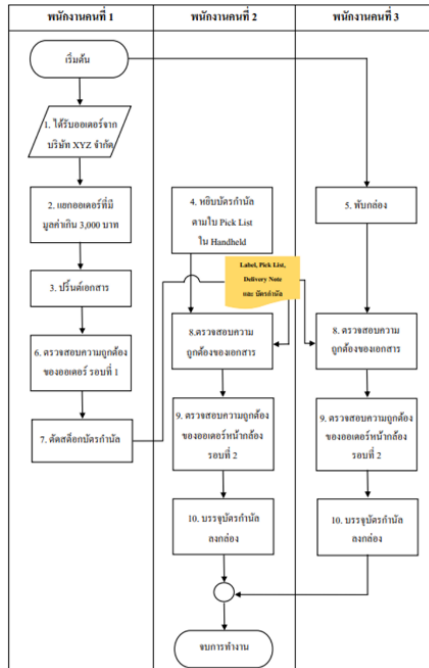 พนักงานคนที่ 1
พนักงานคนที่ 2
พนักงานคนที่ 3
เริ่มต้น
1. ได้รับออเดอร์จาก
บริษัท XYZ จำกัด
2. แยกออเดอร์ที่มี
มูลค่าเกิน 3,000 บาท
3. ปริ้นต์เอกสาร
6. ตรวจสอบความถูกต้อง
ของออเดอร์ รอบที่ 1
7. ตัดสต็อกบัตรกำนัล
4. หยิบบัตรกำนัล
ตามใบ Pick List
ใน Handheld
Label, Pick List,
Delivery Note
และ บัตรกำนัล
8.ตรวจสอบความ
ถูกต้องของเอกสาร
9. ตรวจสอบความถูกต้อง
ของออเดอร์หน้ากล้อง
รอบที่ 2
10. บรรจุบัตรกำนัล
ลงกล่อง
จบการทำงาน
5. พับกล่อง
8. ตรวจสอบความ
ถูกต้องของเอกสาร
9. ตรวจสอบความถูกต้อง
ของออเดอร์หน้ากล้อง
รอบที่ 2
10. บรรจุบัตรกำนัล
ลงกล่อง